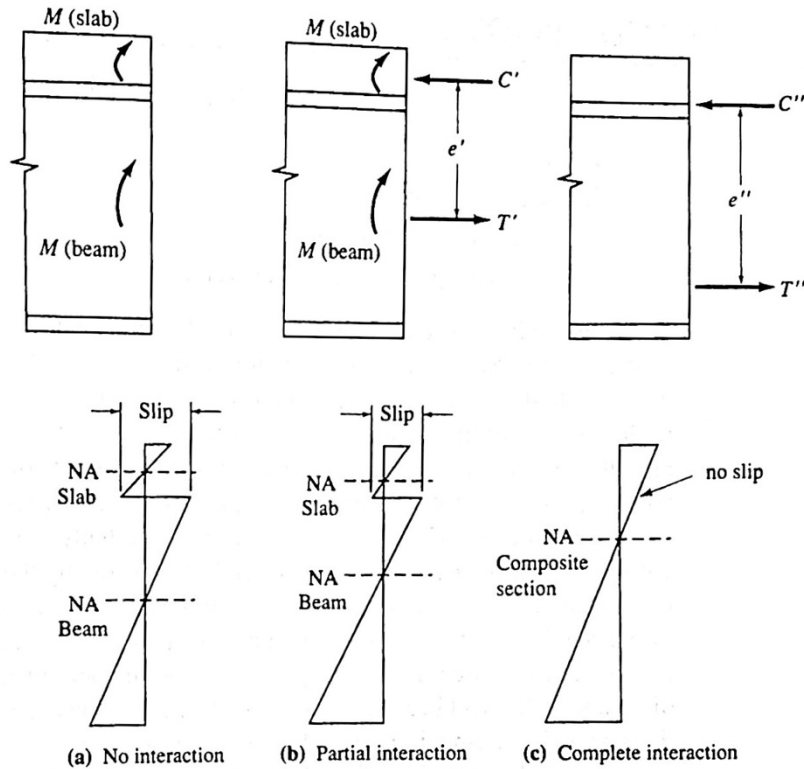 M (slab)
M (beam)
M (slab)
C'
e'
T'
M (beam)
C''
e''
T''
Slip
NA
Slab
NA
Beam
Slip
NA
Slab
NA
Beam
no slip
NA
Composite
section
(a) No interaction
(b) Partial interaction
(c) Complete interaction